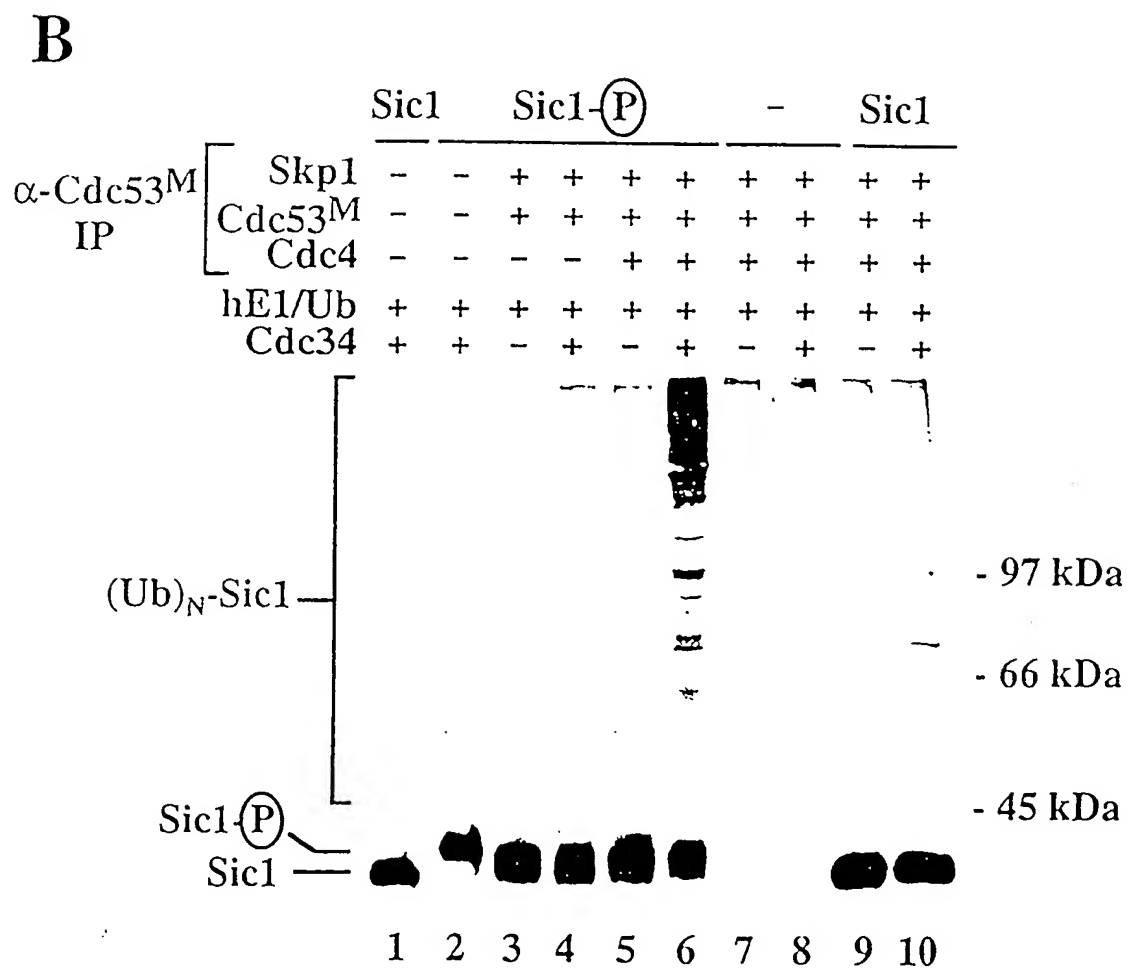 B
Sic1 Sic1-Ⓟ - Sic1
α-Cdc53ᴹ IP
Skp1 - - + + + + + + + +
Cdc53ᴹ - - + + + + + + + +
Cdc4 - - - - + + + + + +
hE1/Ub + + + + + + + + + +
Cdc34 + + - + - + - + - +
(Ub)N-Sic1
- 97 kDa
- 66 kDa
- 45 kDa
Sic1-Ⓟ
Sic1
1 2 3 4 5 6 7 8 9 10